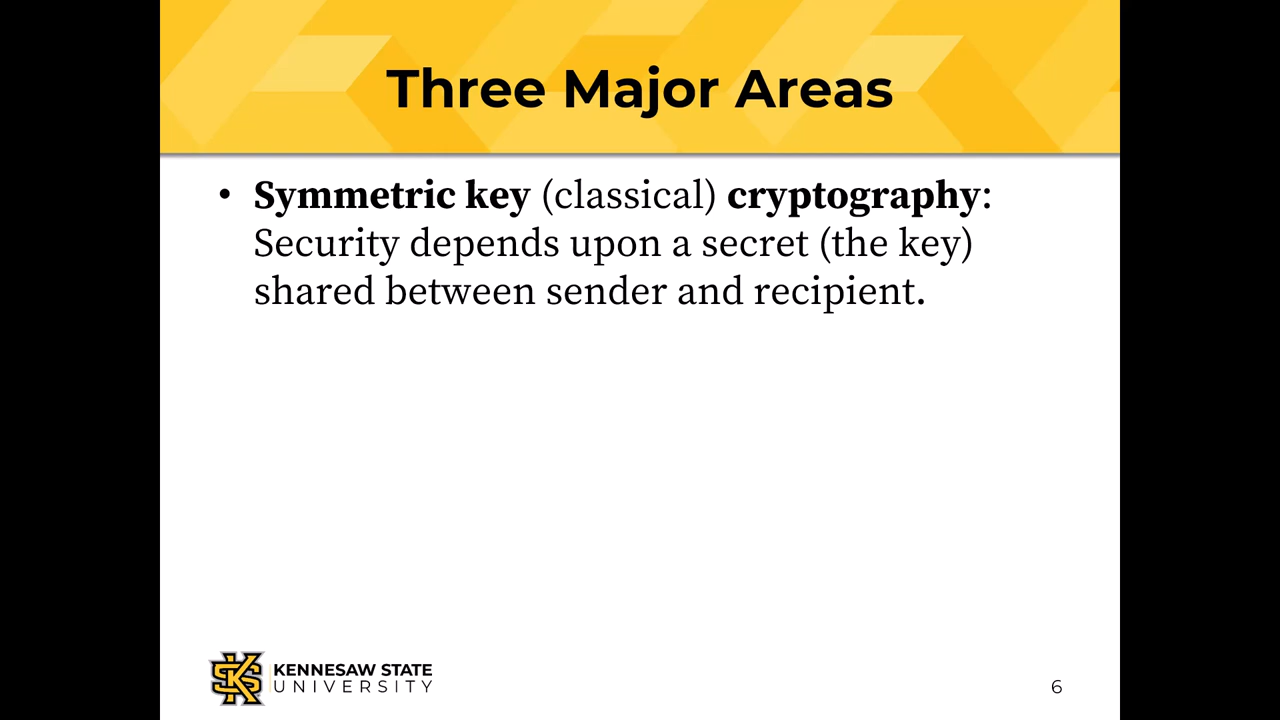 Three Major Areas
• Symmetric key (classical) cryptography:
Security depends upon a secret (the key)
shared between sender and recipient.
KS
KENNESAW STATE
UNIVERSITY
6